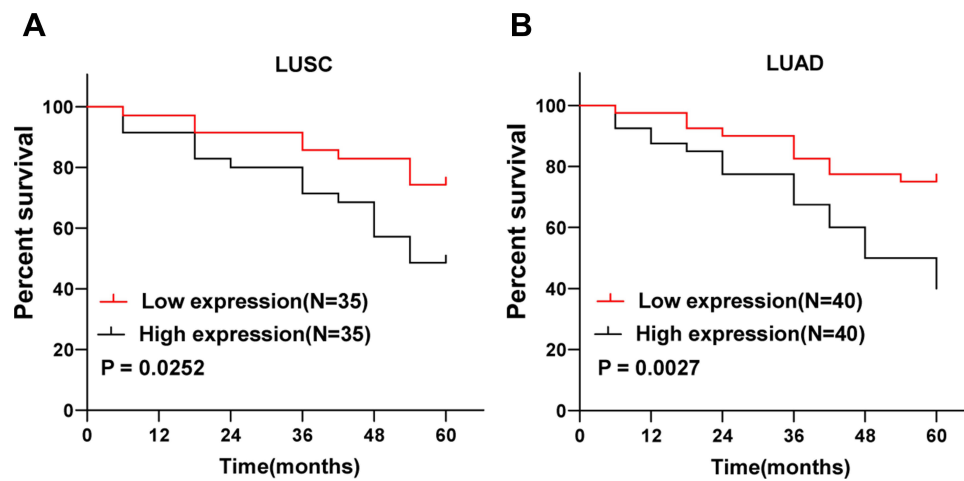 A
LUSC
Percent survival
100
80
60
40
20
0
0 12 24 36 48 60
Time(months)
Low expression(N=35)
High expression(N=35)
P = 0.0252
B
LUAD
Percent survival
100
80
60
40
20
0
0 12 24 36 48 60
Time(months)
Low expression(N=40)
High expression(N=40)
P = 0.0027